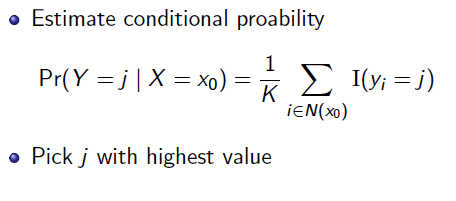 • Estimate conditional proability
Pr(Y = j | X = x₀) = 1/K ∑_{i∈N(x₀)} I(yᵢ = j)
• Pick j with highest value